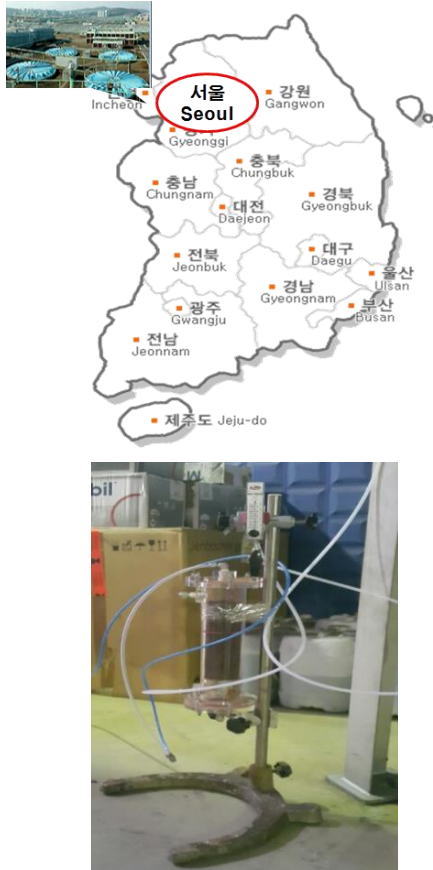 서울
Seoul
강원
Gangwon
Incheon
Gyeonggi
충북
Chungbuk
충남
Chungnam
경북
Gyeongbuk
대전
Daejeon
전북
Jeonbuk
대구
Daegu
울산
Ulsan
경남
Gyeongnam
광주
Gwangju
부산
Busan
전남
Jeonnam
제주도 Jeju-do
bil